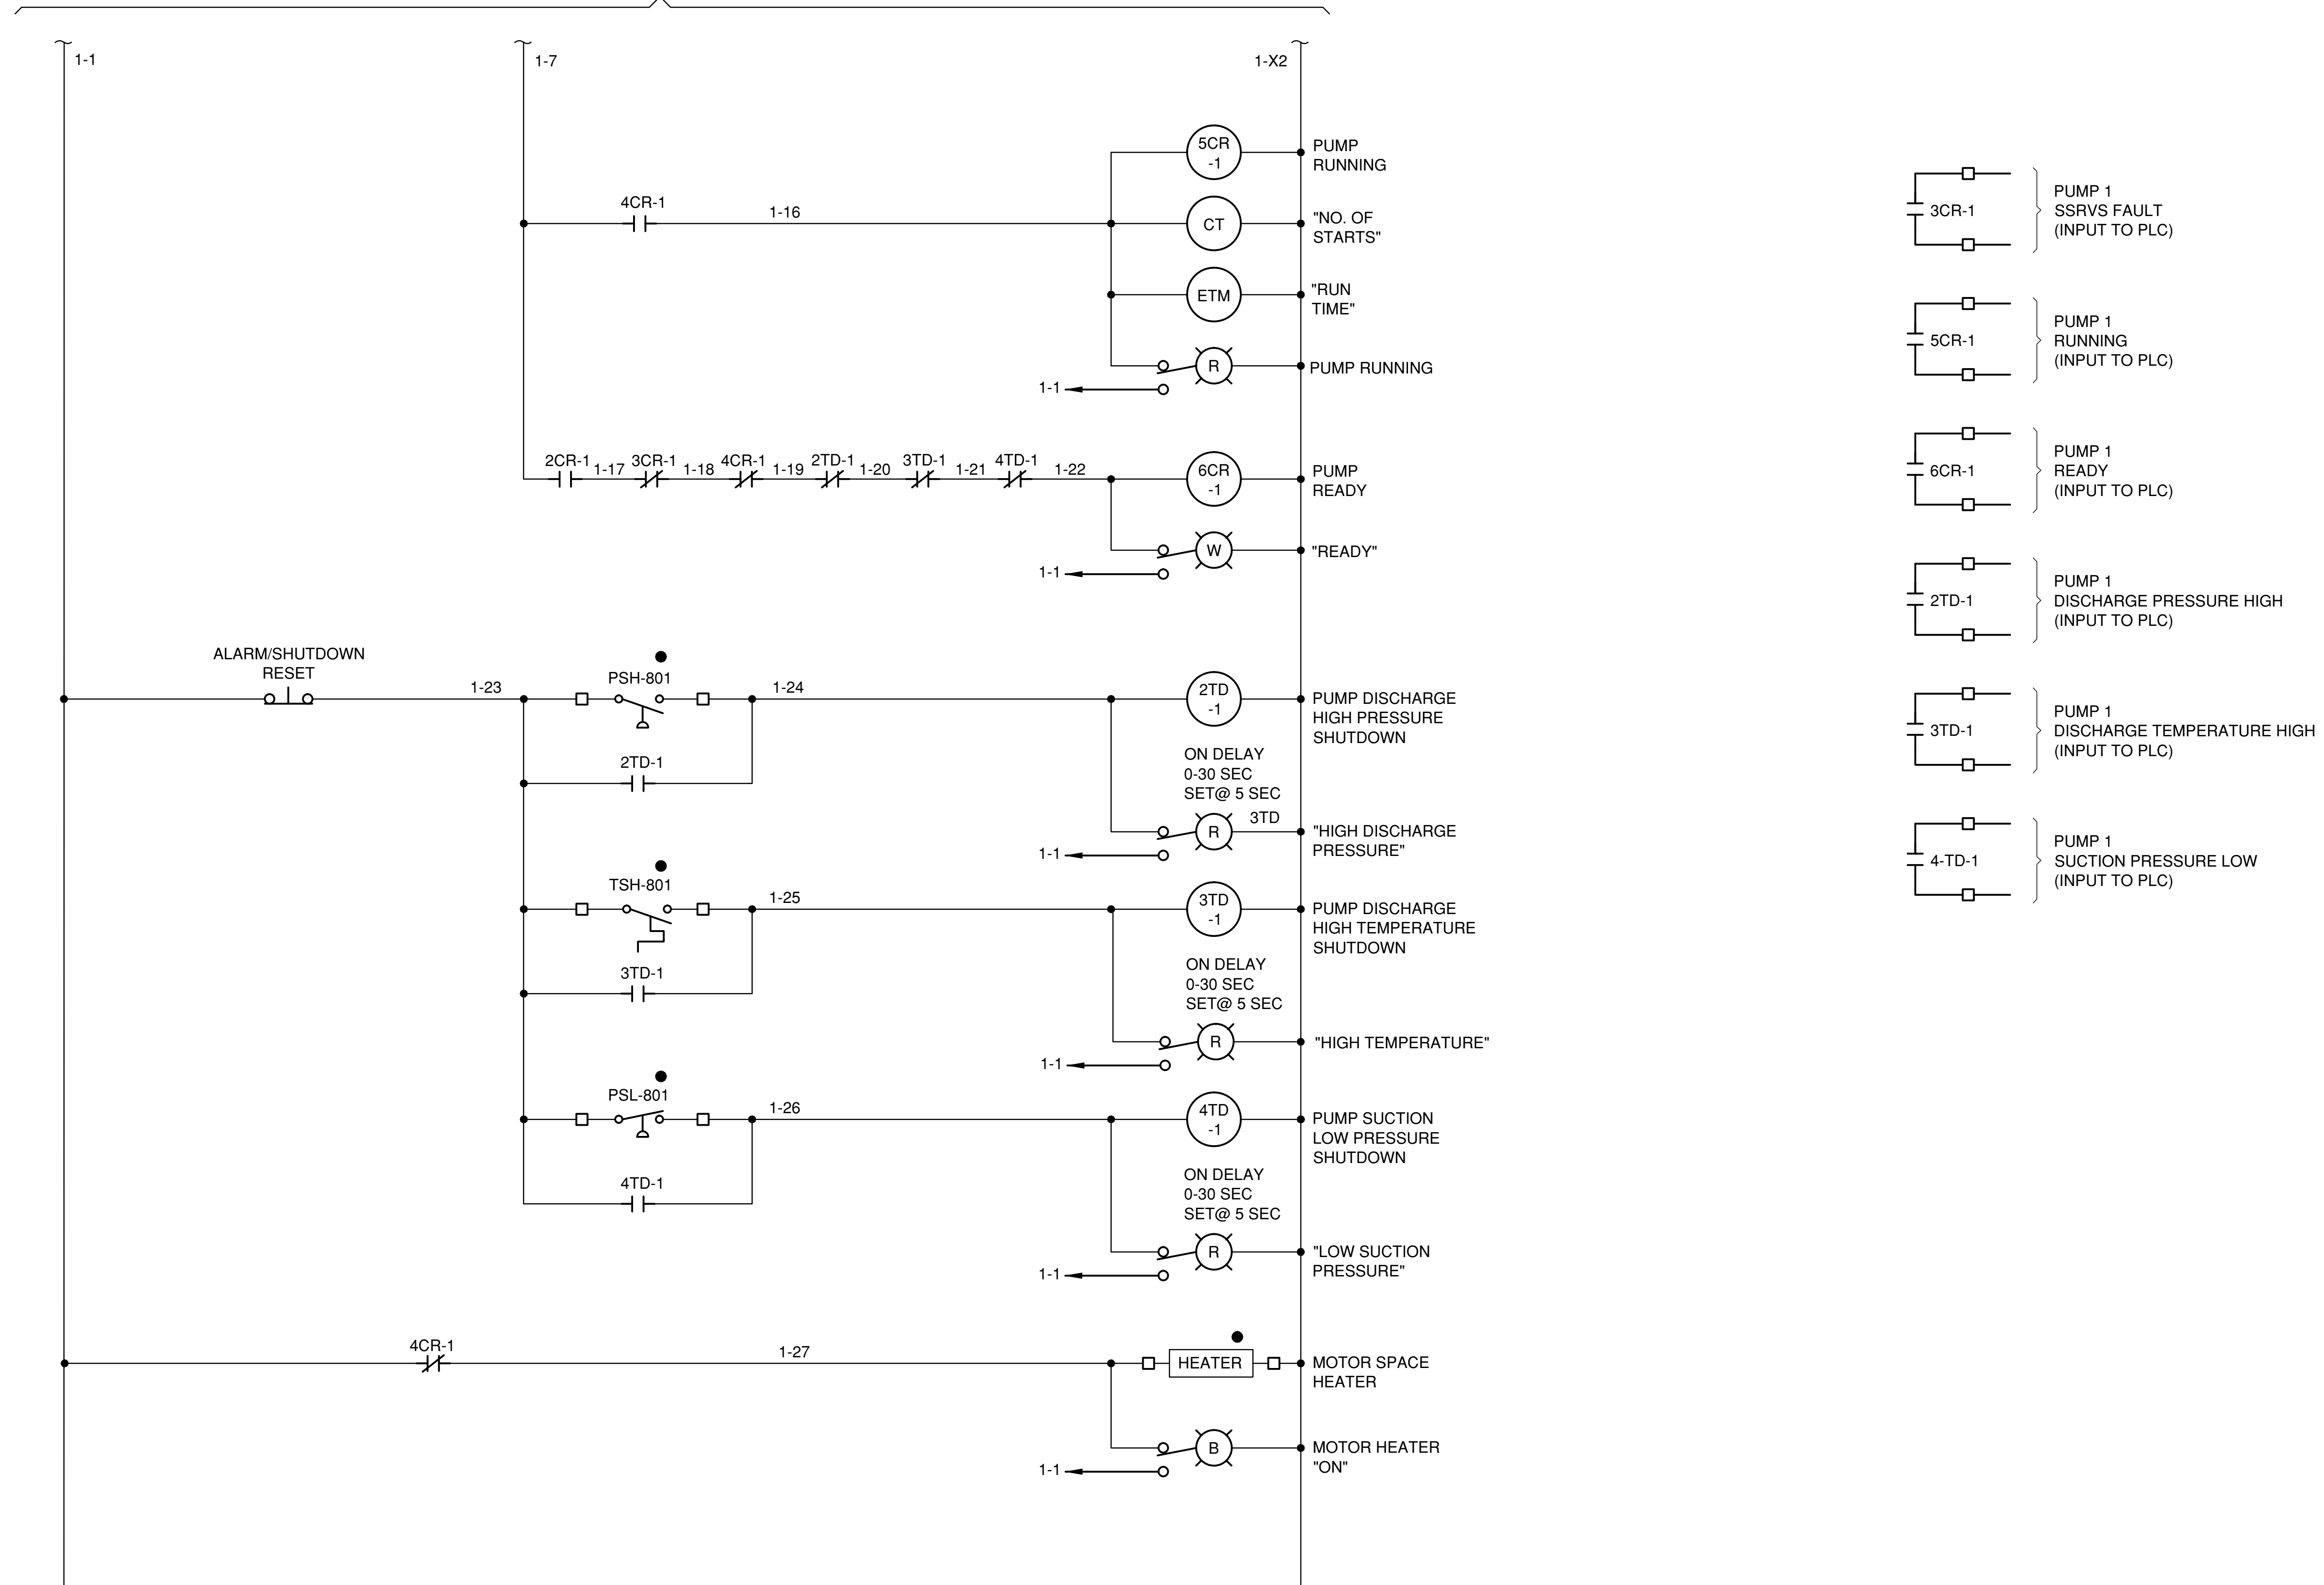 1-1
1-7
1-X2
5CR
-1
PUMP
RUNNING
4CR-1
1-16
CT
"NO. OF
STARTS"
ETM
"RUN
TIME"
R
PUMP RUNNING
1-1
2CR-1
1-17
3CR-1
1-18
4CR-1
1-19
2TD-1
1-20
3TD-1
1-21
4TD-1
1-22
6CR
-1
PUMP
READY
W
"READY"
1-1
ALARM/SHUTDOWN
RESET
1-23
PSH-801
1-24
2TD
-1
PUMP DISCHARGE
HIGH PRESSURE
SHUTDOWN
2TD-1
ON DELAY
0-30 SEC
SET@ 5 SEC
R
3TD
"HIGH DISCHARGE
PRESSURE"
1-1
TSH-801
1-25
3TD
-1
PUMP DISCHARGE
HIGH TEMPERATURE
SHUTDOWN
3TD-1
ON DELAY
0-30 SEC
SET@ 5 SEC
R
"HIGH TEMPERATURE"
1-1
PSL-801
1-26
4TD
-1
PUMP SUCTION
LOW PRESSURE
SHUTDOWN
4TD-1
ON DELAY
0-30 SEC
SET@ 5 SEC
R
"LOW SUCTION
PRESSURE"
1-1
4CR-1
1-27
HEATER
MOTOR SPACE
HEATER
B
MOTOR HEATER
"ON"
1-1
3CR-1
PUMP 1
SSRVS FAULT
(INPUT TO PLC)
5CR-1
PUMP 1
RUNNING
(INPUT TO PLC)
6CR-1
PUMP 1
READY
(INPUT TO PLC)
2TD-1
PUMP 1
DISCHARGE PRESSURE HIGH
(INPUT TO PLC)
3TD-1
PUMP 1
DISCHARGE TEMPERATURE HIGH
(INPUT TO PLC)
4-TD-1
PUMP 1
SUCTION PRESSURE LOW
(INPUT TO PLC)